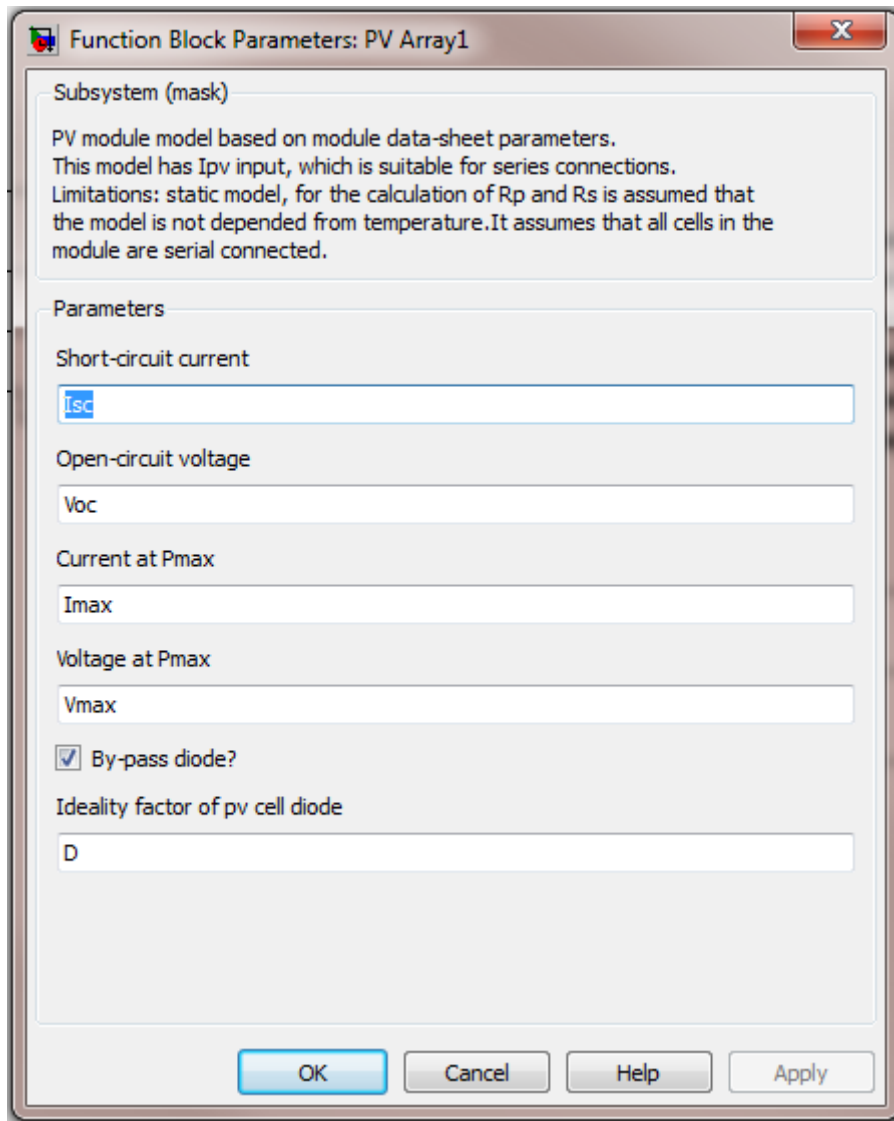 Function Block Parameters: PV Array1
Subsystem (mask)
PV module model based on module data-sheet parameters.
This model has Ipv input, which is suitable for series connections.
Limitations: static model, for the calculation of Rp and Rs is assumed that
the model is not depended from temperature.It assumes that all cells in the
module are serial connected.
Parameters
Short-circuit current
Isc
Open-circuit voltage
Voc
Current at Pmax
Imax
Voltage at Pmax
Vmax
By-pass diode?
Ideality factor of pv cell diode
D
OK Cancel Help Apply